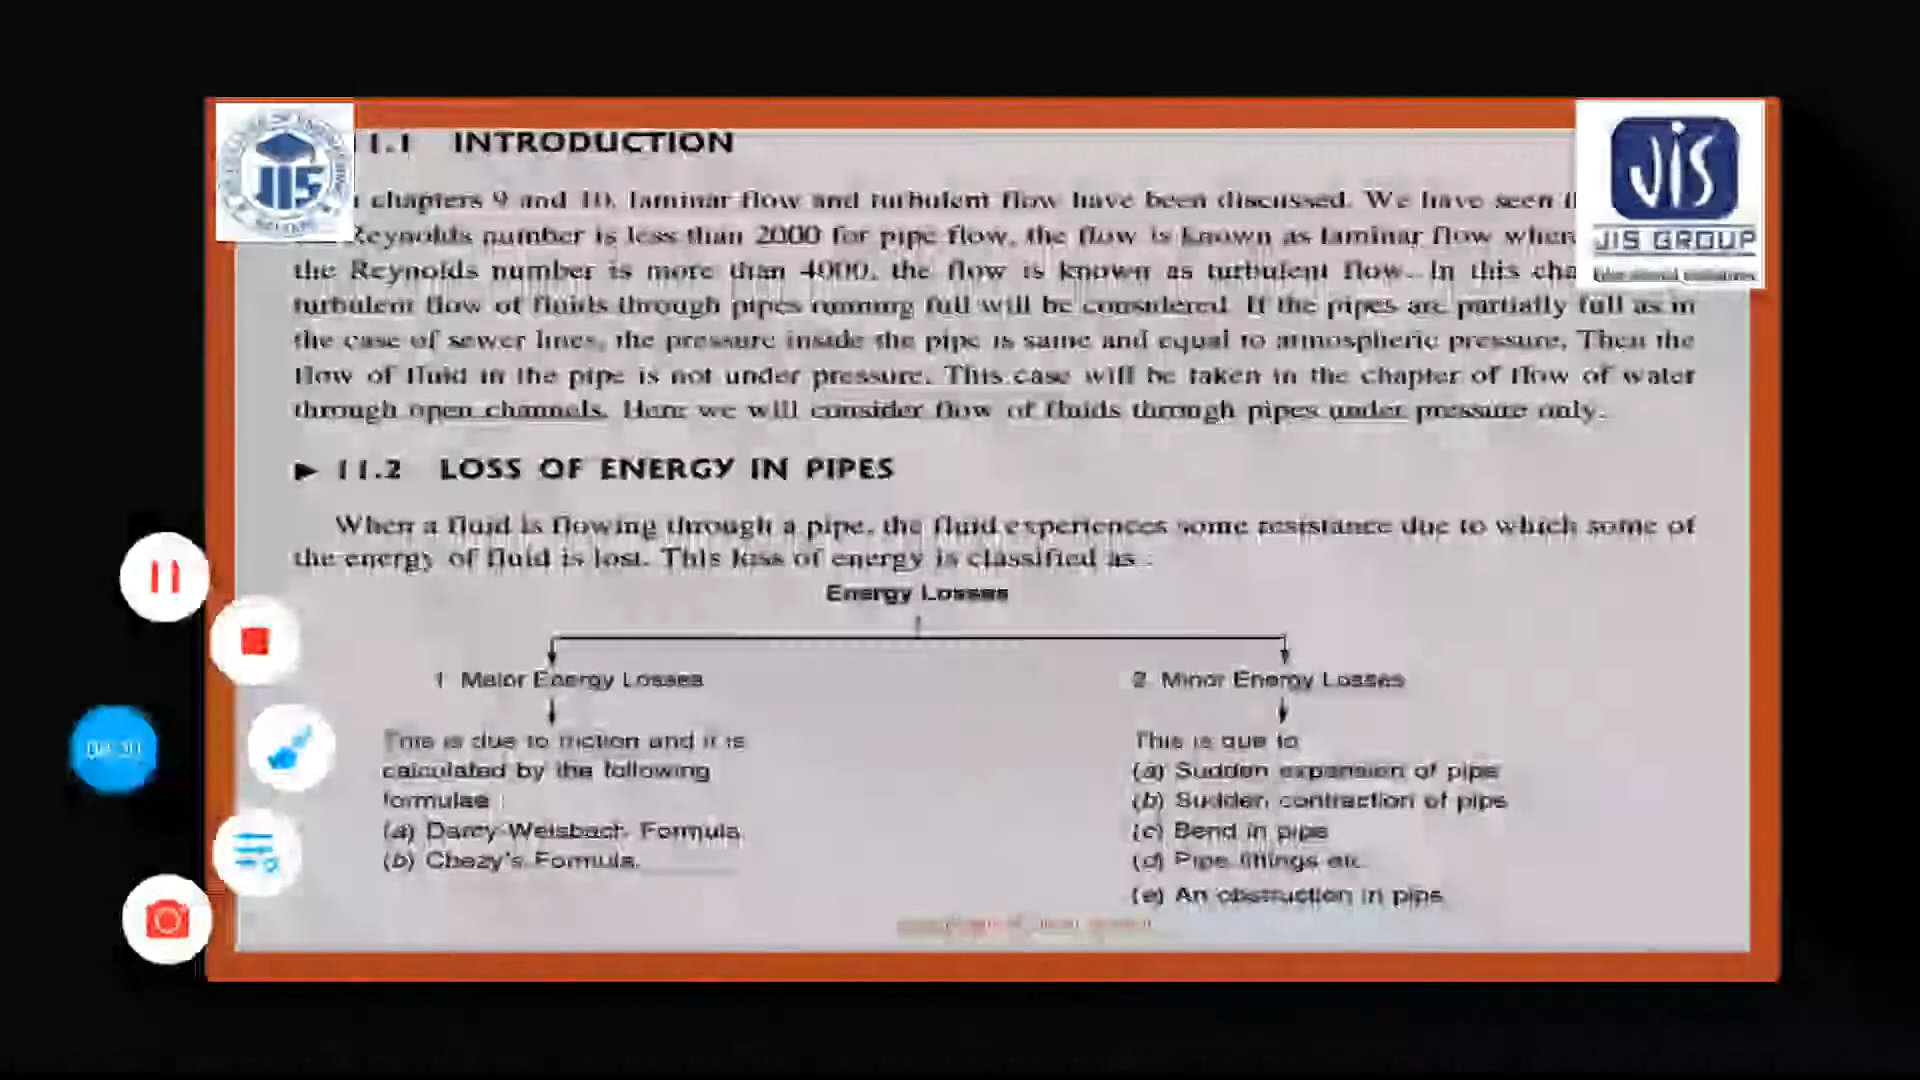 1.1 INTRODUCTION
chapters 9 and 10, laminar flow and turbulent flow have been discussed. We have seen
Reynolds number is less than 2000 for pipe flow, the flow is known as laminar flow when
the Reynolds number is more than 4000, the flow is known as turbulent flow. In this cha
turbulent flow of fluids through pipes running full will be considered. If the pipes are partially full as in
the case of sewer lines, the pressure inside the pipe is same and equal to atmospheric pressure. Then the
flow of fluid in the pipe is not under pressure. This case will be taken in the chapter of flow of water
through open channels. Here we will consider flow of fluids through pipes under pressure only.
► 11.2 LOSS OF ENERGY IN PIPES
When a fluid is flowing through a pipe, the fluid experiences some resistance due to which some of
the energy of fluid is lost. This loss of energy is classified as :
Energy Losses
1 Major Energy Losses
2 Minor Energy Losses
This is due to friction and it is
calculated by the following
formulae :
(a) Darcy-Weisbach Formula
(b) Chezy's Formula.
This is due to
(a) Sudden expansion of pipe
(b) Sudden contraction of pipe
(c) Bend in pipe
(d) Pipe fittings etc.
(e) An obstruction in pipe
JIS
JIS
JIS GROUP
Educational Initiatives